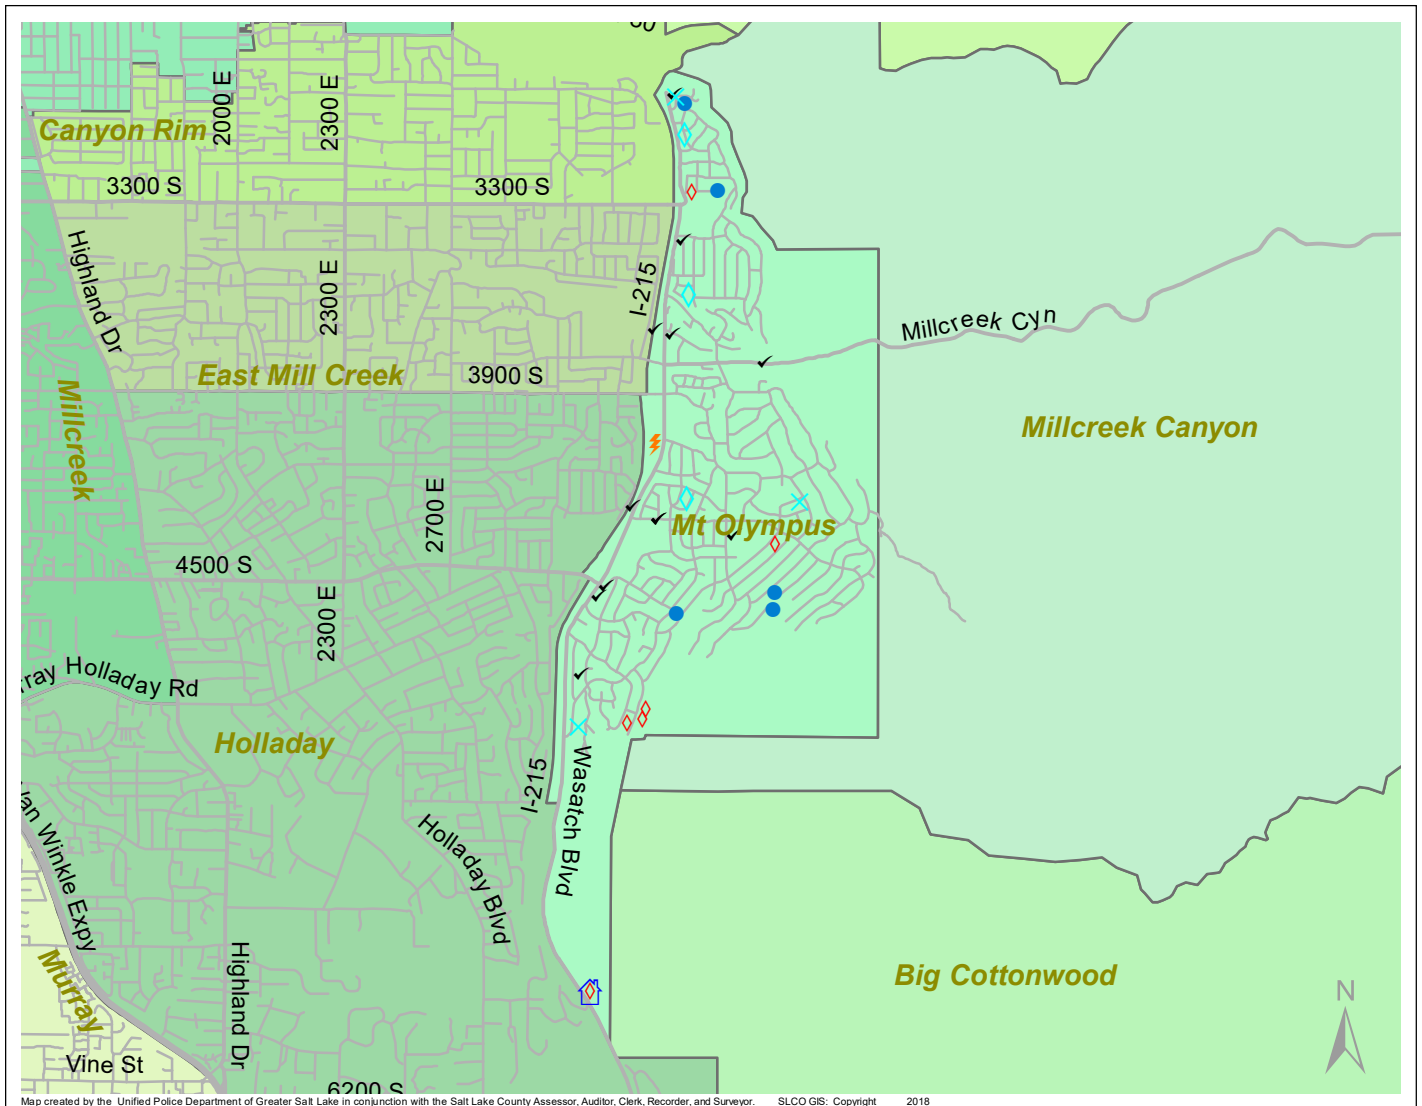 Canyon Rim
2000 E
2300 E
3300 S
3300 S
Highland Dr
2300 E
I-215
Millcreek Cyn
East Mill Creek
3900 S
Millcreek
Millcreek Canyon
2700 E
Mt Olympus
4500 S
2300 E
Holladay Rd
Holladay
I-215
Wasatch Blvd
Winkle Expy
Holladay Blvd
Highland Dr
Murray
Big Cottonwood
N
Vine St
6200 S
Map created by the Unified Police Department of Greater Salt Lake in conjunction with the Salt Lake County Assessor, Auditor, Clerk, Recorder, and Surveyor. SLCO GIS: Copyright 2018